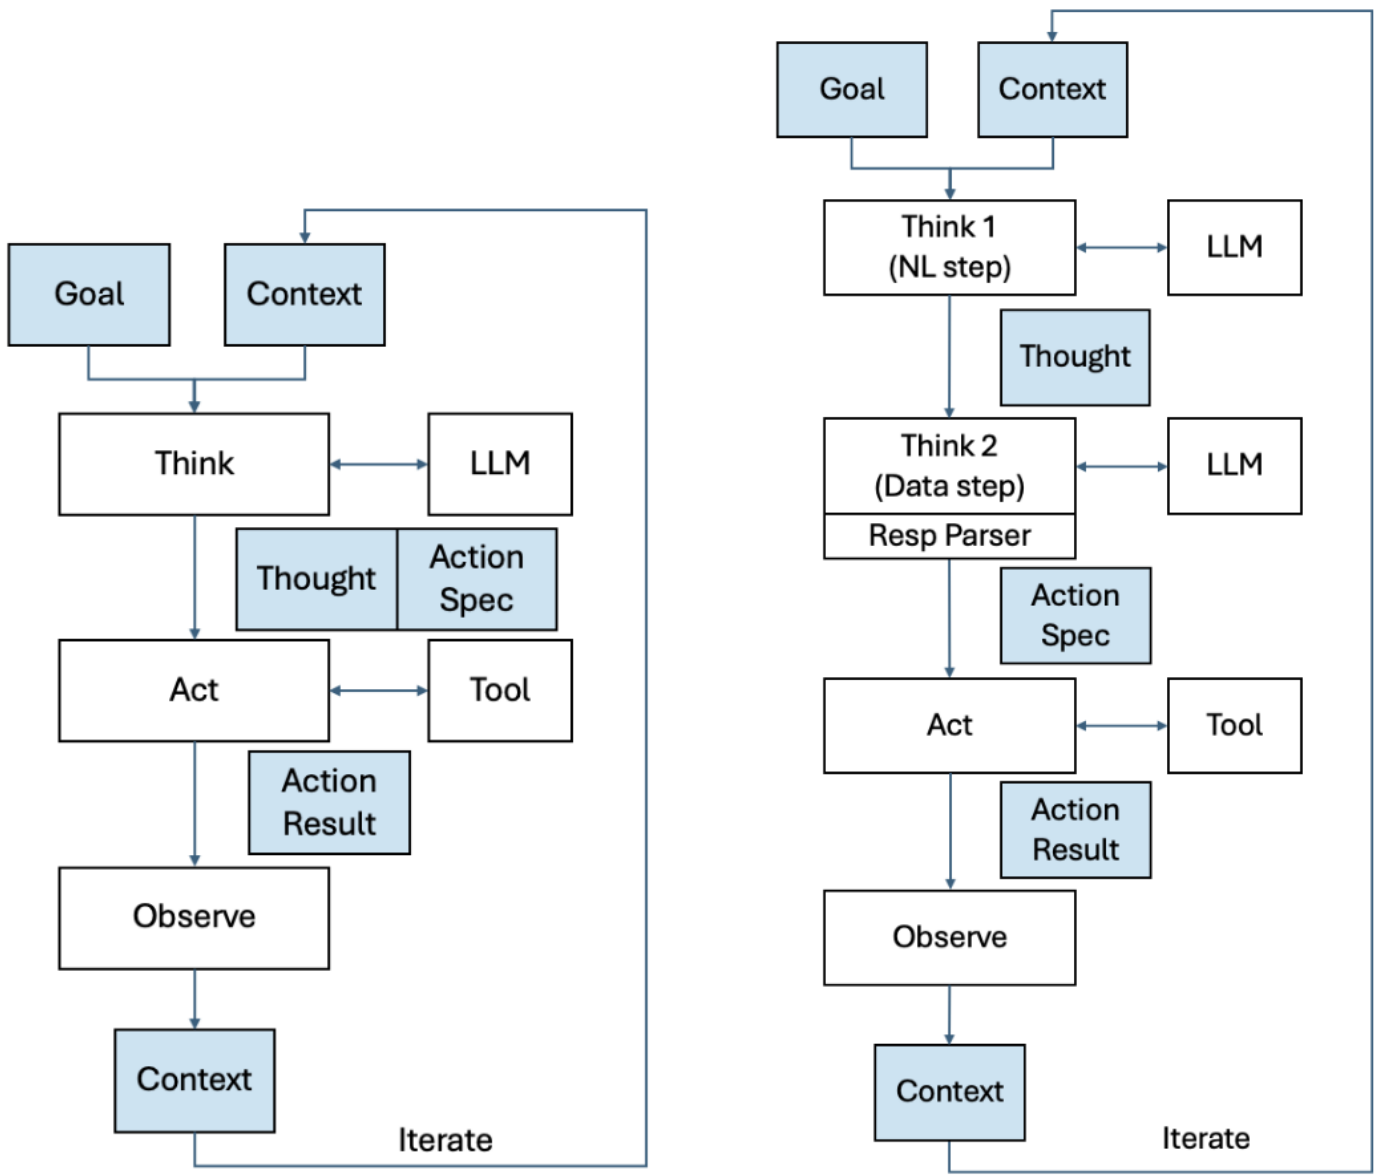 Goal
Context
Think
LLM
Thought
Action
Spec
Act
Tool
Action
Result
Observe
Context
Iterate
Goal
Context
Think 1
(NL step)
LLM
Thought
Think 2
(Data step)
LLM
Resp Parser
Action
Spec
Act
Tool
Action
Result
Observe
Context
Iterate